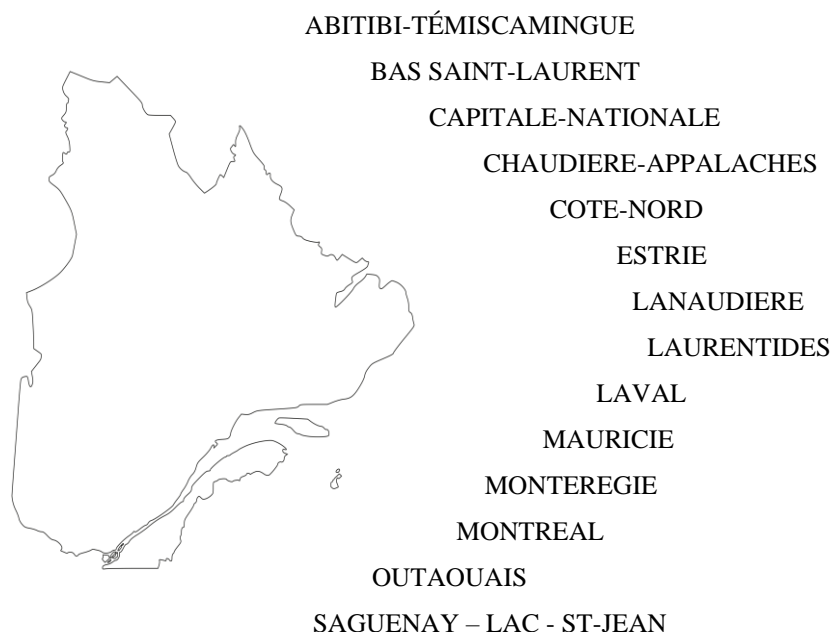 ABITIBI-TÉMISCAMINGUE
BAS SAINT-LAURENT
CAPITALE-NATIONALE
CHAUDIERE-APPALACHES
COTE-NORD
ESTRIE
LANAUDIERE
LAURENTIDES
LAVAL
MAURICIE
MONTEREGIE
MONTREAL
OUTAOUAIS
SAGUENAY – LAC - ST-JEAN